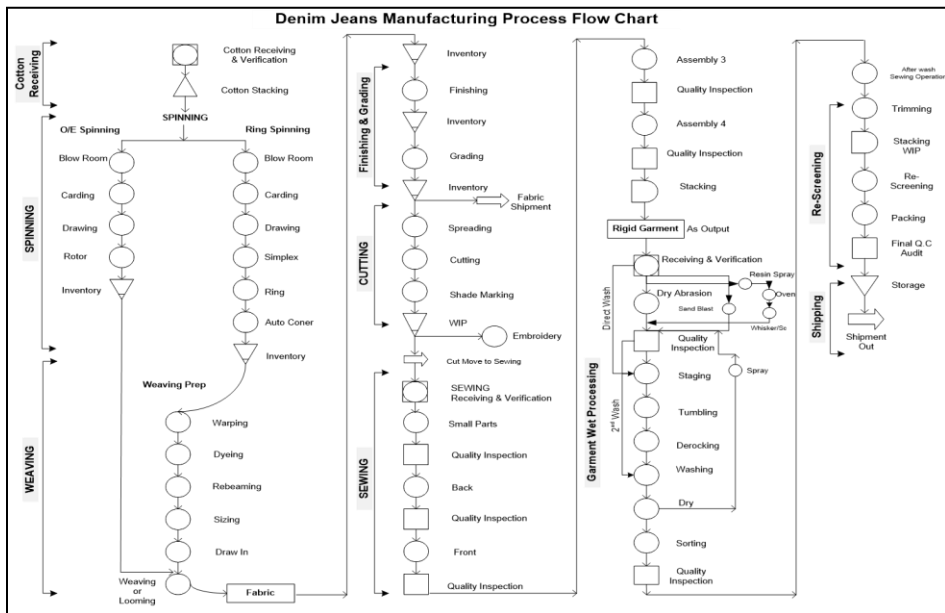 Denim Jeans Manufacturing Process Flow Chart
Cotton
Receiving
Cotton Receiving
& Verification
Cotton Stacking
SPINNING
O/E Spinning
Ring Spinning
SPINNING
Blow Room
Carding
Drawing
Rotor
Inventory
Blow Room
Carding
Drawing
Simplex
Ring
Auto Coner
Inventory
WEAVING
Weaving Prep
Warping
Dyeing
Rebeaming
Sizing
Draw In
Weaving
or
Looming
Fabric
Finishing & Grading
Inventory
Finishing
Inventory
Grading
Inventory
Fabric
Shipment
CUTTING
Spreading
Cutting
Shade Marking
WIP
Embroidery
Cut Move to Sewing
SEWING
SEWING
Receiving & Verification
Small Parts
Quality Inspection
Back
Quality Inspection
Front
Quality Inspection
Assembly 3
Quality Inspection
Assembly 4
Quality Inspection
Stacking
Rigid Garment
As Output
Garment Wet Processing
Receiving & Verification
Resin Spray
Direct Wash
Dry Abrasion
Oven
Sand Blast
Whisker/Sc
Quality
Inspection
Spray
Staging
2nd Wash
Tumbling
Derocking
Washing
Dry
Sorting
Quality
Inspection
After wash
Sewing Operation
Re-Screening
Trimming
Stacking
WIP
Re-
Screening
Packing
Final Q.C
Audit
Shipping
Storage
Shipment
Out